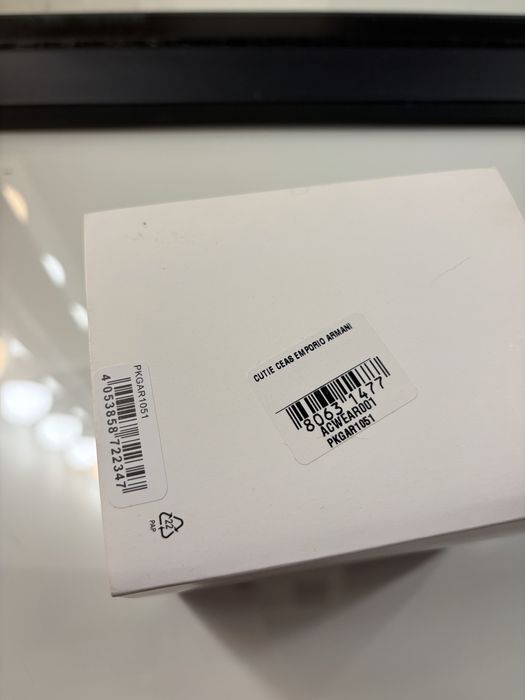 CUTIE CEAS EMPORIO ARMANI
8063 1477
ACWEAR001
PKGAR1051
PKGAR1051
4 053858 722347
22
PAP